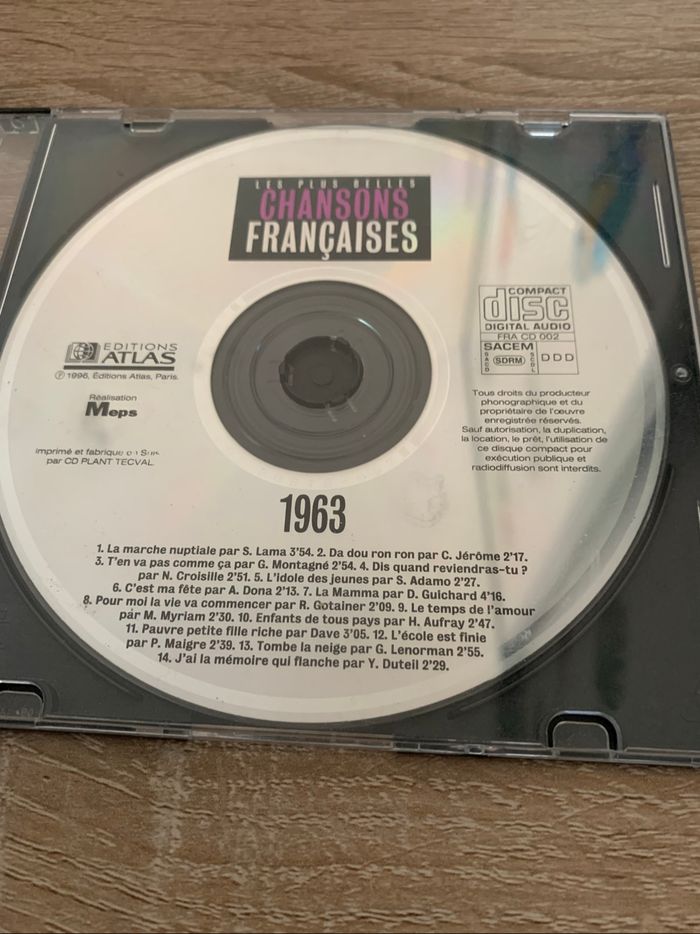 LES PLUS BELLES
CHANSONS
FRANÇAISES
COMPACT
disc
DIGITAL AUDIO
FRA CD 002
SACEM
SACD
SDRM
SCDL
DDD
EDITIONS
ATLAS
℗ 1996, Éditions Atlas, Paris.
Réalisation
Meps
imprimé et fabriqué en
par CD PLANT TECVAL
Tous droits du producteur
phonographique et du
propriétaire de l'œuvre
enregistrée réservés.
Sauf autorisation, la duplication,
la location, le prêt, l'utilisation de
ce disque compact pour
exécution publique et
radiodiffusion sont interdits.
1963
1. La marche nuptiale par S. Lama 3'54. 2. Da dou ron ron par C. Jérôme 2'17.
3. T'en va pas comme ça par G. Montagné 2'54. 4. Dis quand reviendras-tu ?
par N. Croisille 2'51. 5. L'idole des jeunes par S. Adamo 2'27.
6. C'est ma fête par A. Dona 2'13. 7. La Mamma par D. Guichard 4'16.
8. Pour moi la vie va commencer par R. Gotainer 2'09. 9. Le temps de l'amour
par M. Myriam 2'30. 10. Enfants de tous pays par H. Aufray 2'47.
11. Pauvre petite fille riche par Dave 3'05. 12. L'école est finie
par P. Maigre 2'39. 13. Tombe la neige par G. Lenorman 2'55.
14. J'ai la mémoire qui flanche par Y. Duteil 2'29.